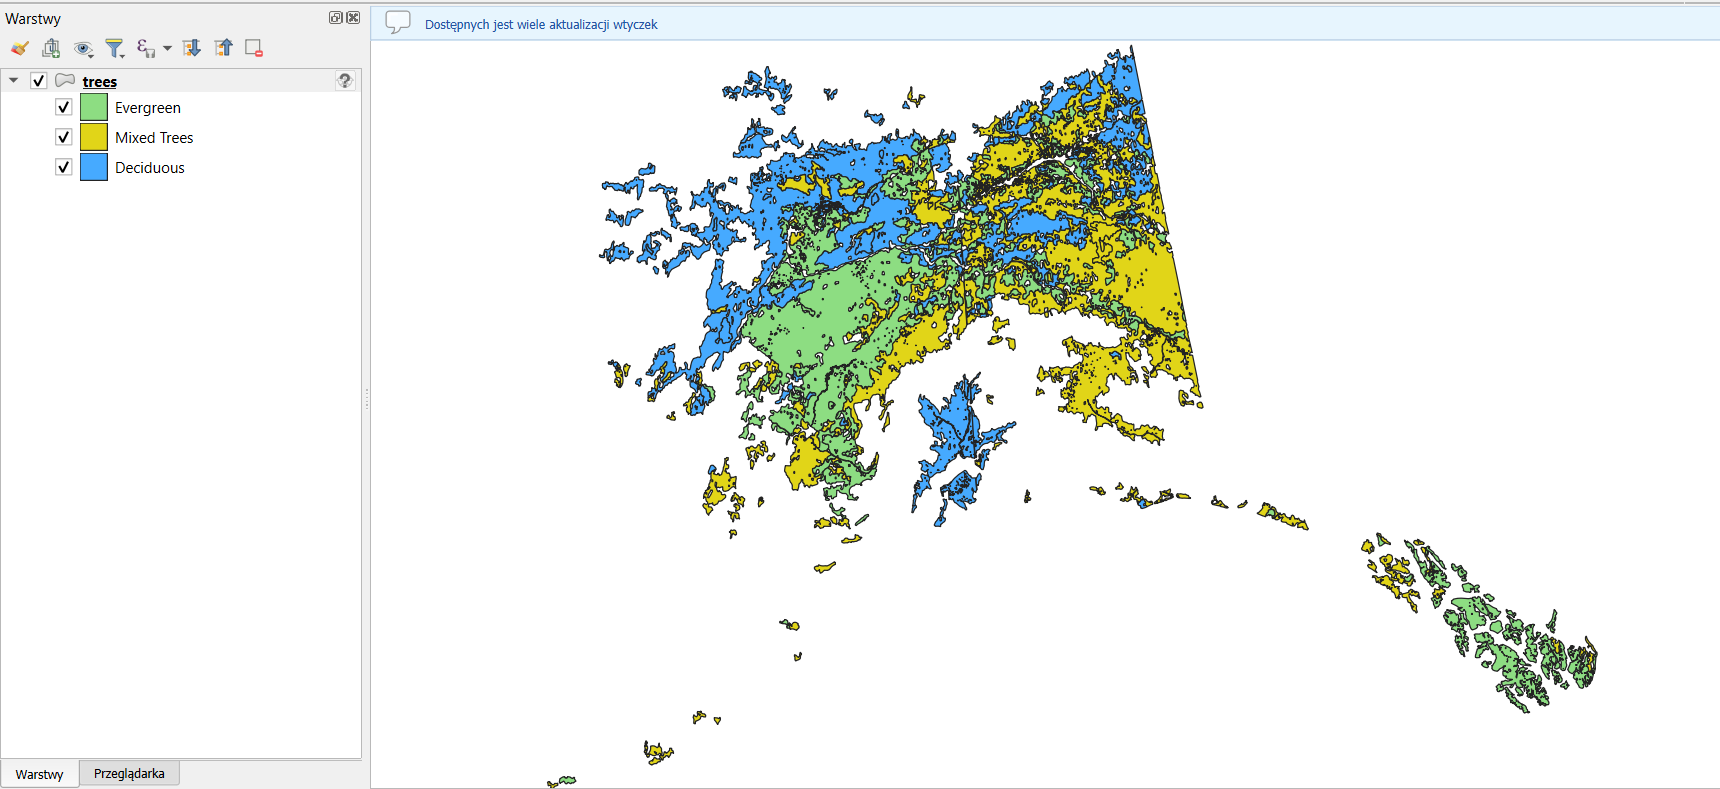 Warstwy
Dostępnych jest wiele aktualizacji wtyczek
trees
Evergreen
Mixed Trees
Deciduous
Warstwy
Przeglądarka